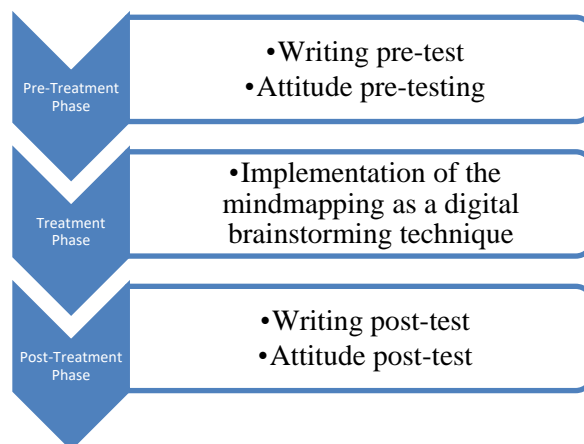 Pre-Treatment
Phase
•Writing pre-test
•Attitude pre-testing
Treatment
Phase
•Implementation of the
mindmapping as a digital
brainstorming technique
Post-Treatment
Phase
•Writing post-test
•Attitude post-test